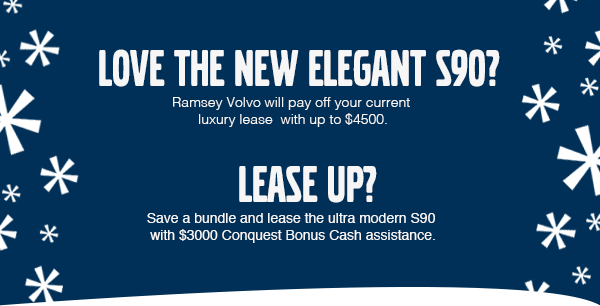 LOVE THE NEW ELEGANT S90?
Ramsey Volvo will pay off your current
luxury lease with up to $4500.
LEASE UP?
Save a bundle and lease the ultra modern S90
with $3000 Conquest Bonus Cash assistance.